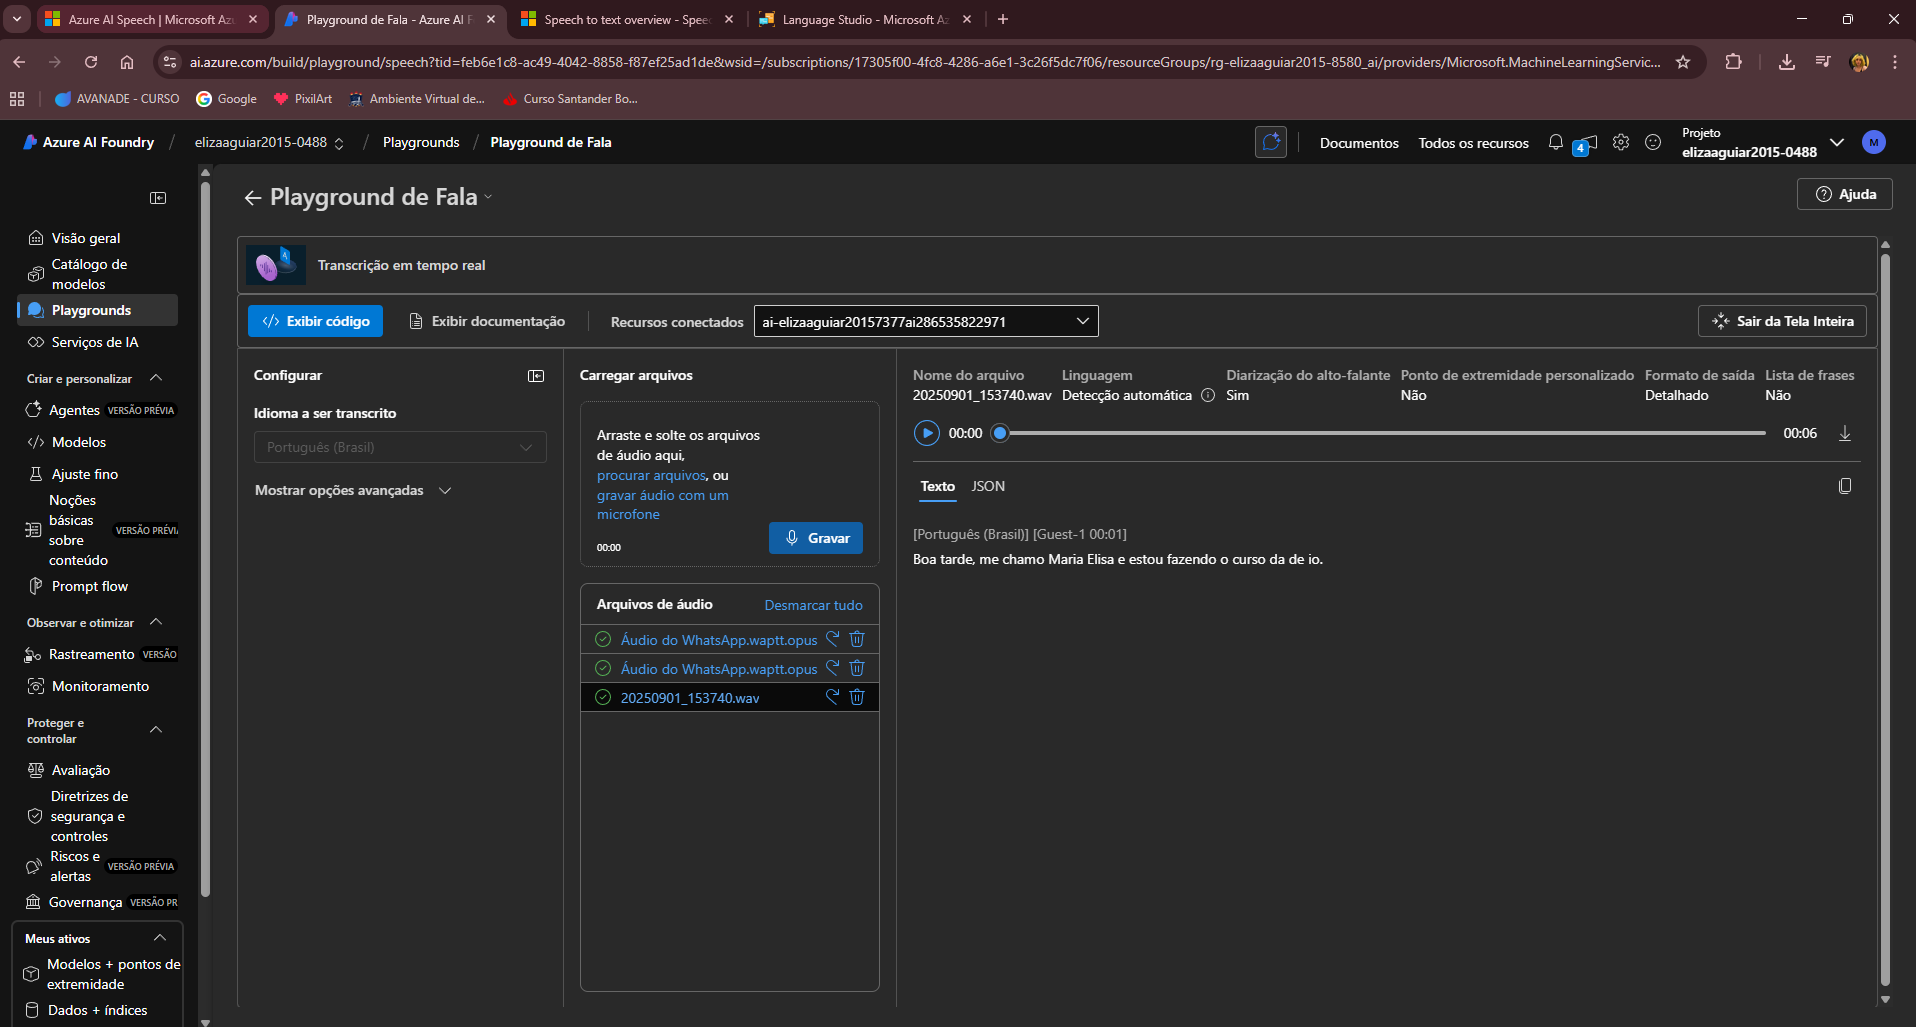 Azure AI Speech | Microsoft Az
Playground de Fala - Azure AI F
Speech to text overview - Speec
Language Studio - Microsoft Az
ai.azure.com/build/playground/speech?tid=feb6e1c8-ac49-4042-8858-f87ef25ad1de&wsid=/subscriptions/17305f00-4fc8-4286-a6e1-3c26f5dc7f06/resourceGroups/rg-elizaaguiar2015-8580_ai/providers/Microsoft.MachineLearningServic...
AVANADE - CURSO
Google
PixilArt
Ambiente Virtual de...
Curso Santander Bo...
Azure AI Foundry
/
elizaaguiar2015-0488
/
Playgrounds
/
Playground de Fala
Documentos
Todos os recursos
4
Projeto
elizaaguiar2015-0488
M
Visão geral
Catálogo de
modelos
Playgrounds
Serviços de IA
Criar e personalizar
Agentes VERSÃO PRÉVIA
Modelos
Ajuste fino
Noções
básicas
sobre
conteúdo
VERSÃO PRÉVIA
Prompt flow
Observar e otimizar
Rastreamento VERSÃO
Monitoramento
Proteger e
controlar
Avaliação
Diretrizes de
segurança e
controles
Riscos e
alertas
VERSÃO PRÉVIA
Governança VERSÃO PR
Meus ativos
Modelos + pontos de
extremidade
Dados + índices
Playground de Fala
Ajuda
Transcrição em tempo real
Exibir código
Exibir documentação
Recursos conectados
ai-elizaaguiar20157377ai286535822971
Sair da Tela Inteira
Configurar
Idioma a ser transcrito
Português (Brasil)
Mostrar opções avançadas
Carregar arquivos
Arraste e solte os arquivos
de áudio aqui,
procurar arquivos, ou
gravar áudio com um
microfone
00:00
Gravar
Arquivos de áudio
Desmarcar tudo
Áudio do WhatsApp.waptt.opus
Áudio do WhatsApp.waptt.opus
20250901_153740.wav
Nome do arquivo
20250901_153740.wav
Linguagem
Detecção automática
Diarização do alto-falante
Sim
Ponto de extremidade personalizado
Não
Formato de saída
Detalhado
Lista de frases
Não
00:00
00:06
Texto
JSON
[Português (Brasil)] [Guest-1 00:01]
Boa tarde, me chamo Maria Elisa e estou fazendo o curso da de io.